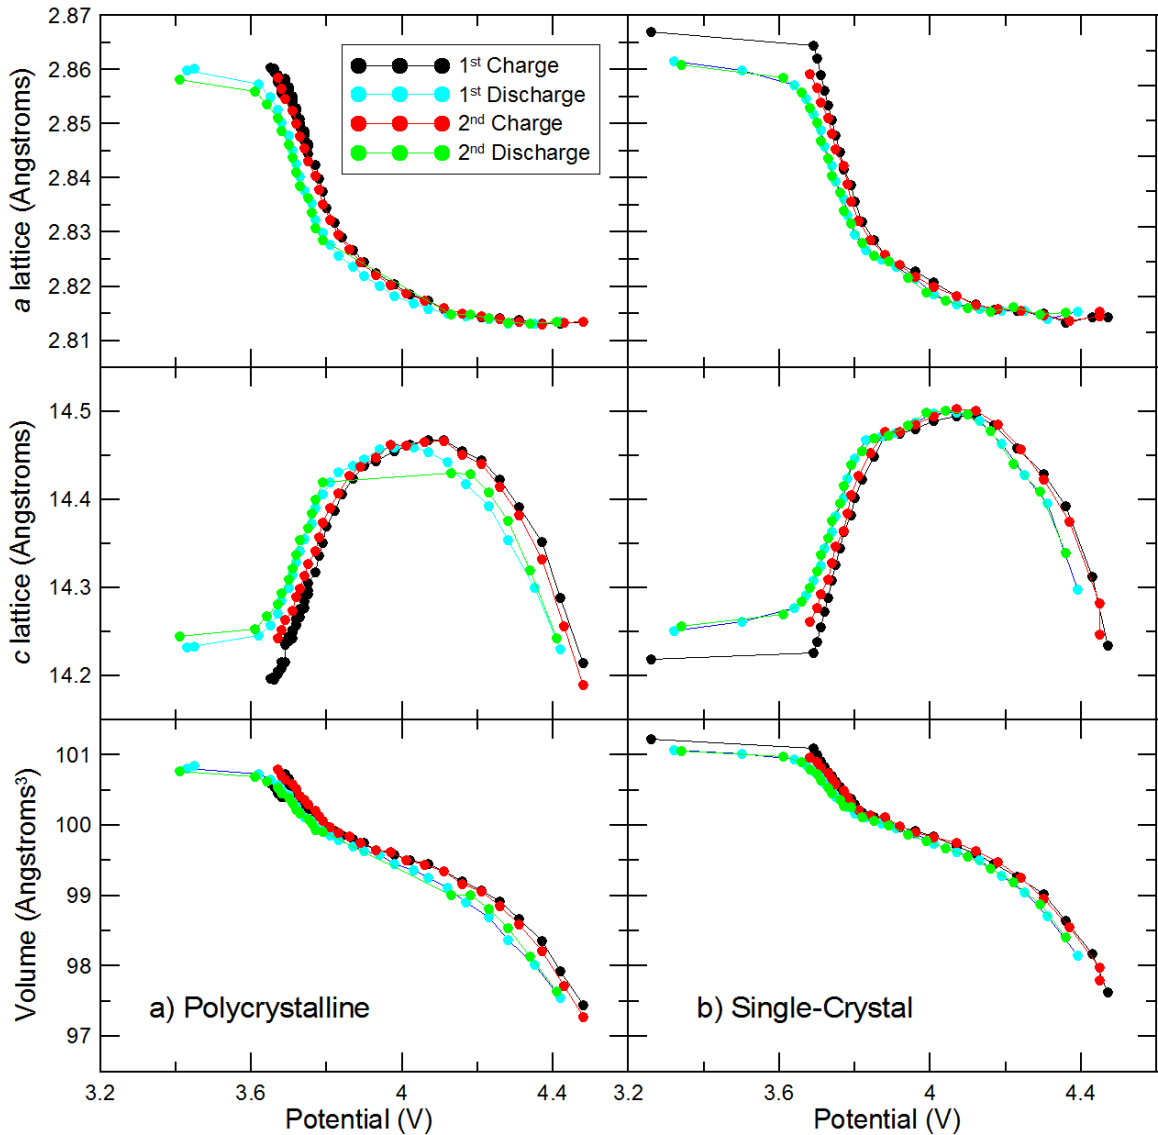 2.87
2.86
2.85
2.84
2.83
2.82
2.81
a lattice (Angstroms)
1st Charge
1st Discharge
2nd Charge
2nd Discharge
14.5
14.4
14.3
14.2
c lattice (Angstroms)
101
100
99
98
97
Volume (Angstroms³)
a) Polycrystalline
b) Single-Crystal
3.2 3.6 4 4.4 3.2 3.6 4 4.4
Potential (V) Potential (V)